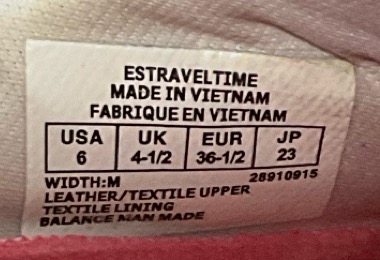 ESTRAVELTIME
MADE IN VIETNAM
FABRIQUE EN VIETNAM
USA UK EUR JP
6 4-1/2 36-1/2 23
WIDTH:M 28910915
LEATHER/TEXTILE UPPER
TEXTILE LINING
BALANCE MAN MADE